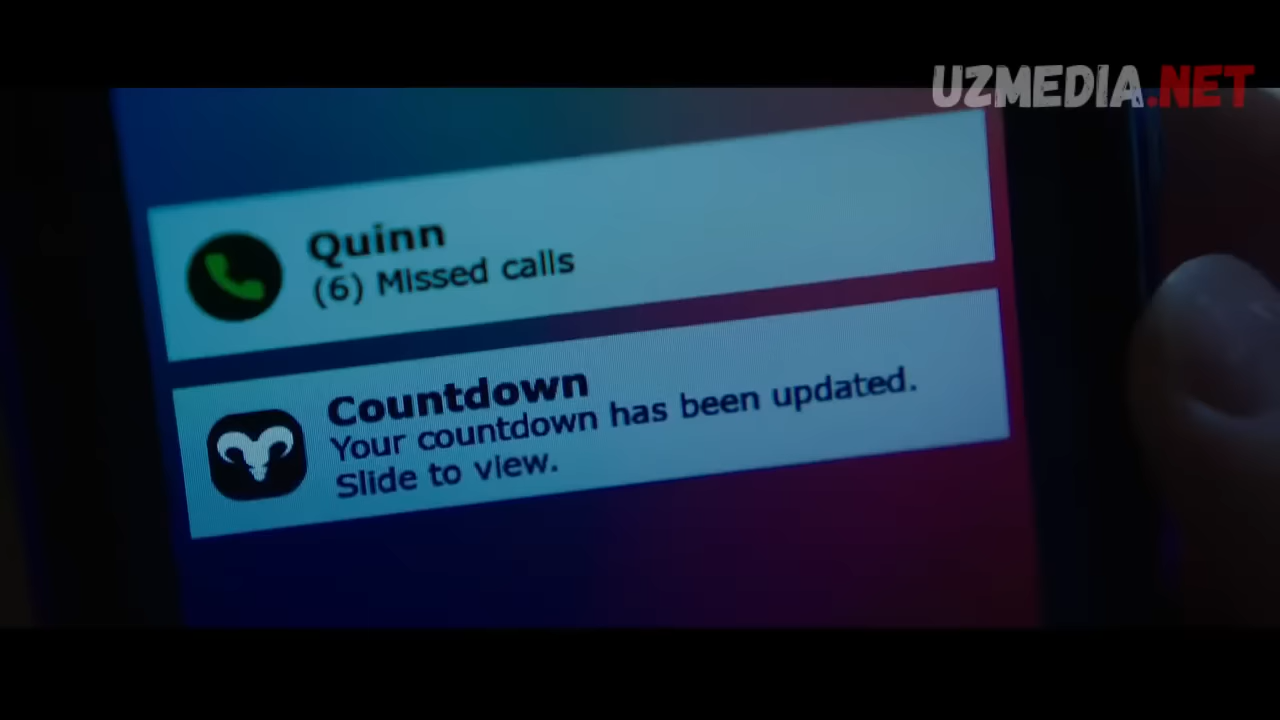 UZMEDIA.NET
Quinn
(6) Missed calls
Countdown
Your countdown has been updated.
Slide to view.